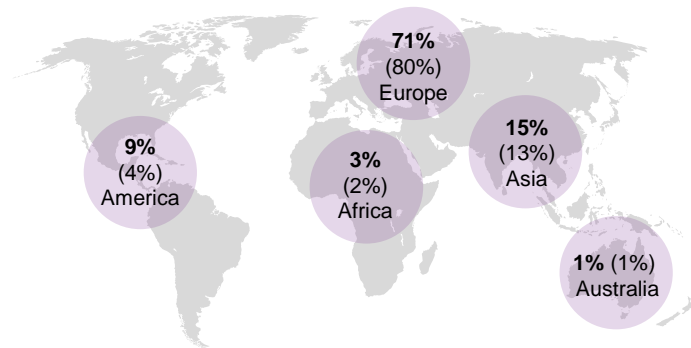 71%
(80%)
Europe
15%
(13%)
Asia
9%
(4%)
America
3%
(2%)
Africa
1% (1%)
Australia